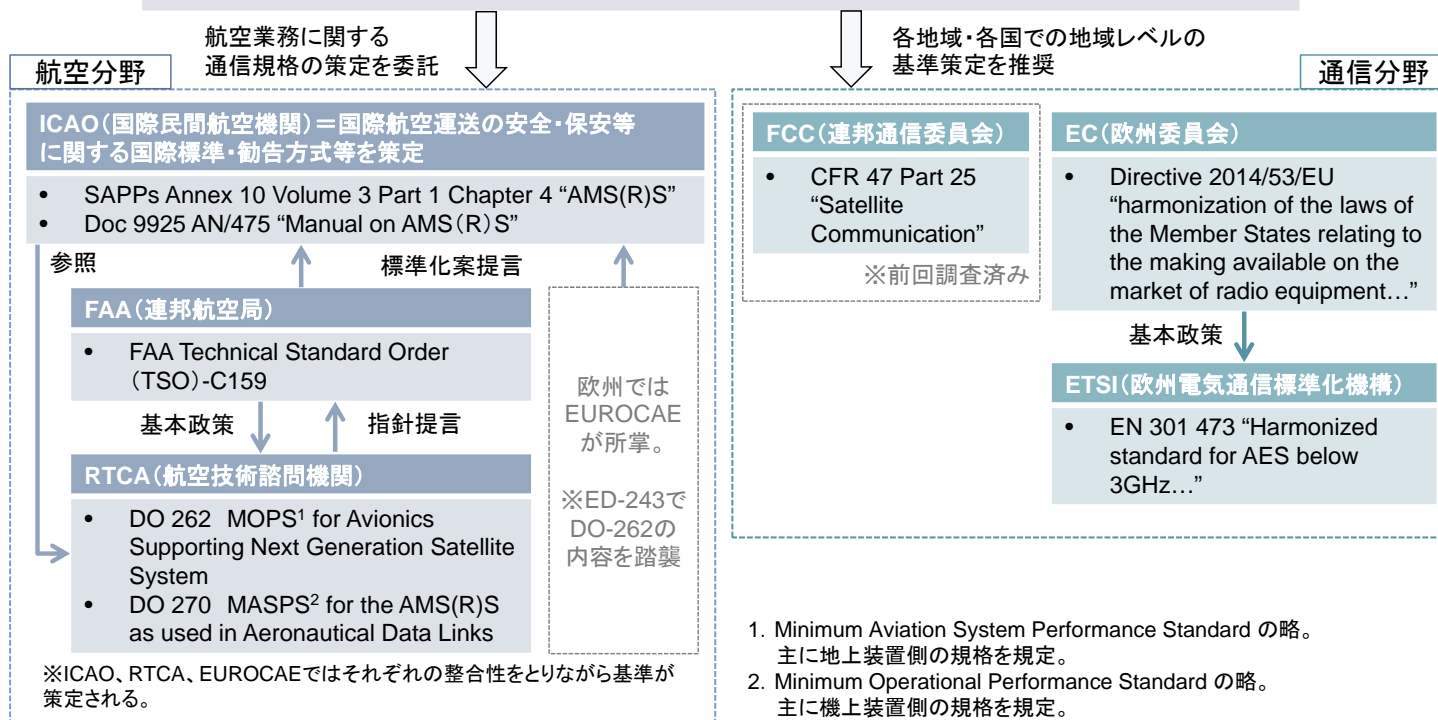 航空業務に関する
通信規格の策定を委託
各地域・各国での地域レベルの
基準策定を推奨
航空分野
ICAO（国際民間航空機関）＝国際航空運送の安全・保安等
に関する国際標準・勧告方式等を策定
• SAPPs Annex 10 Volume 3 Part 1 Chapter 4 “AMS(R)S”
• Doc 9925 AN/475 “Manual on AMS（R）S”
参照
標準化案提言
FAA（連邦航空局）
• FAA Technical Standard Order
（TSO）-C159
基本政策
指針提言
RTCA（航空技術諮問機関）
• DO 262 MOPS¹ for Avionics
Supporting Next Generation Satellite
System
• DO 270 MASPS² for the AMS(R)S
as used in Aeronautical Data Links
欧州では
EUROCAE
が所掌。
※ED-243で
DO-262の
内容を踏襲
※ICAO、RTCA、EUROCAEではそれぞれの整合性をとりながら基準が
策定される。
通信分野
FCC（連邦通信委員会）
• CFR 47 Part 25
“Satellite
Communication”
※前回調査済み
EC（欧州委員会）
• Directive 2014/53/EU
“harmonization of the laws of
the Member States relating to
the making available on the
market of radio equipment…”
基本政策
ETSI（欧州電気通信標準化機構）
• EN 301 473 “Harmonized
standard for AES below
3GHz…”
1. Minimum Aviation System Performance Standard の略。
主に地上装置側の規格を規定。
2. Minimum Operational Performance Standard の略。
主に機上装置側の規格を規定。